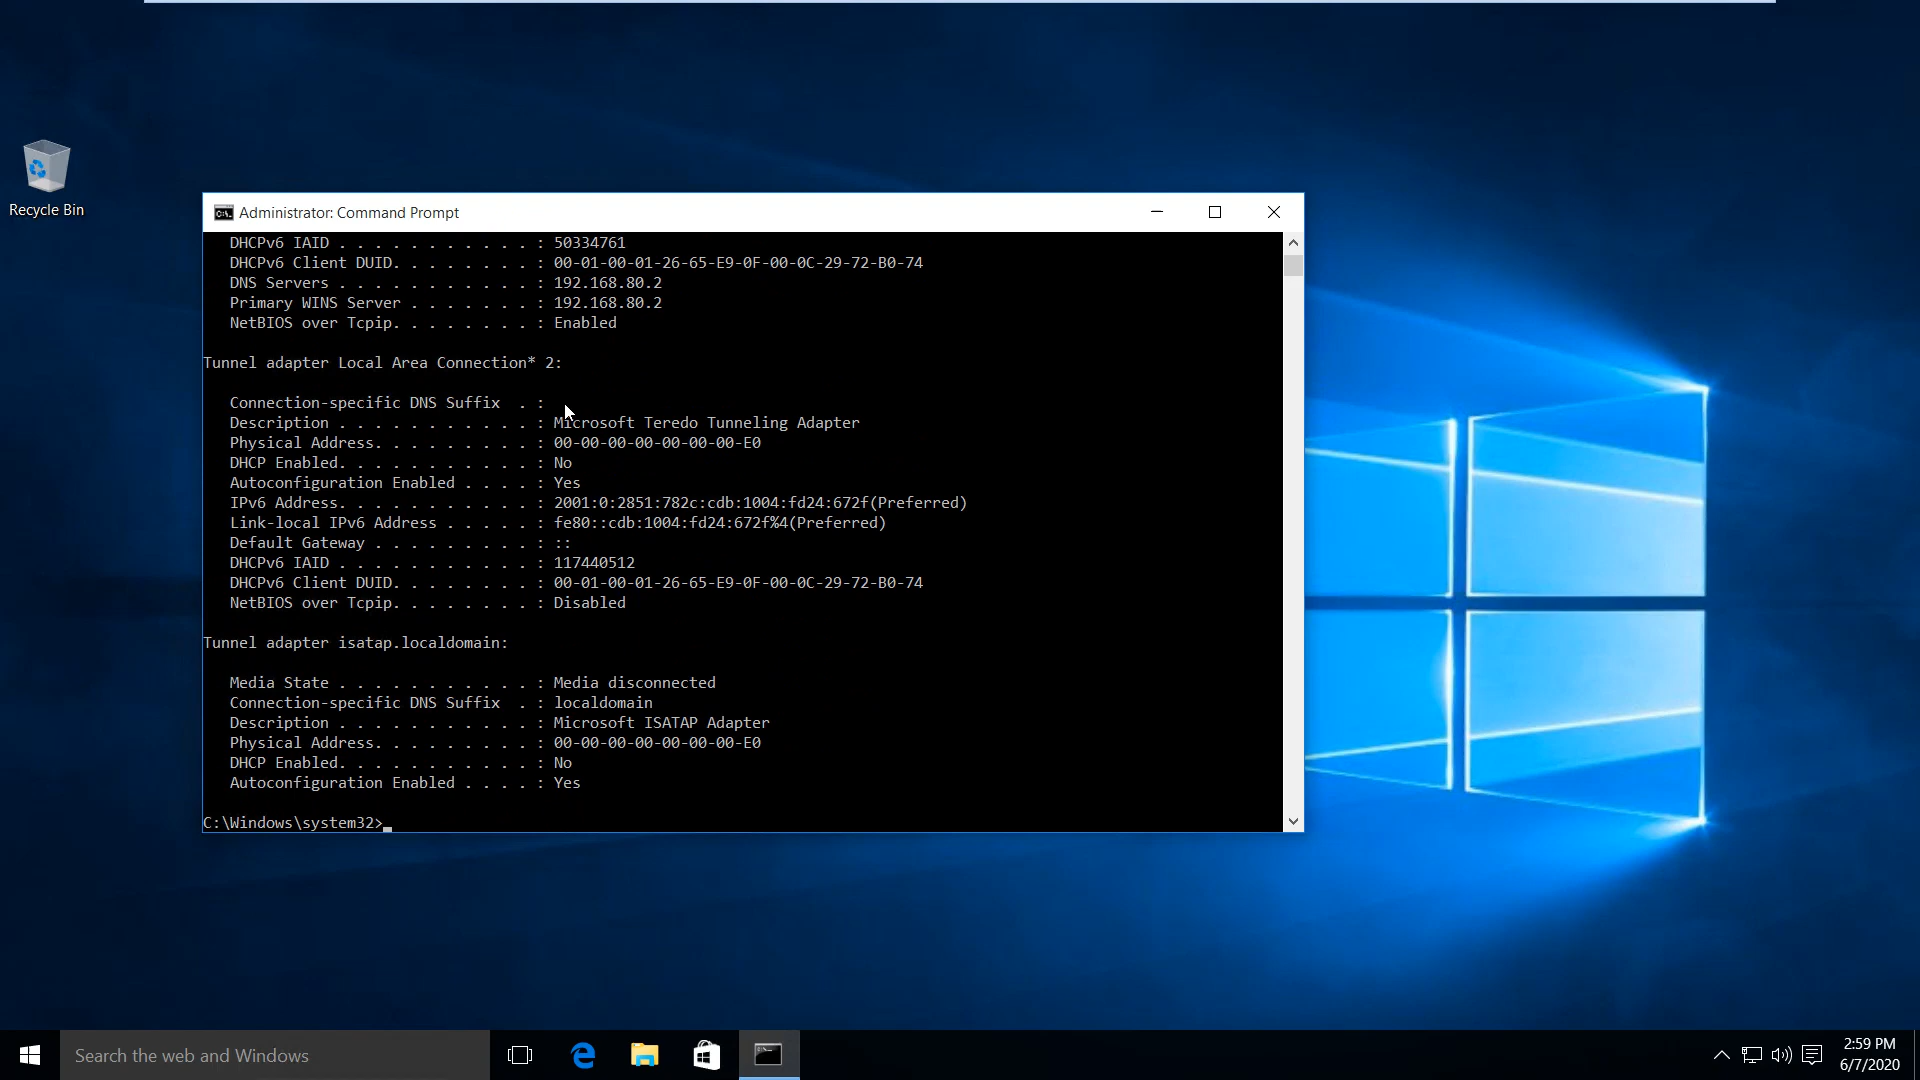 Recycle Bin
Administrator: Command Prompt
DHCPv6 IAID . . . . . . . . . . . : 50334761
DHCPv6 Client DUID. . . . . . . . : 00-01-00-01-26-65-E9-0F-00-0C-29-72-B0-74
DNS Servers . . . . . . . . . . . : 192.168.80.2
Primary WINS Server . . . . . . . : 192.168.80.2
NetBIOS over Tcpip. . . . . . . . : Enabled
Tunnel adapter Local Area Connection* 2:
Connection-specific DNS Suffix  . :
Description . . . . . . . . . . . : Microsoft Teredo Tunneling Adapter
Physical Address. . . . . . . . . : 00-00-00-00-00-00-00-E0
DHCP Enabled. . . . . . . . . . . : No
Autoconfiguration Enabled . . . . : Yes
IPv6 Address. . . . . . . . . . . : 2001:0:2851:782c:cdb:1004:fd24:672f(Preferred)
Link-local IPv6 Address . . . . . : fe80::cdb:1004:fd24:672f%4(Preferred)
Default Gateway . . . . . . . . . : ::
DHCPv6 IAID . . . . . . . . . . . : 117440512
DHCPv6 Client DUID. . . . . . . . : 00-01-00-01-26-65-E9-0F-00-0C-29-72-B0-74
NetBIOS over Tcpip. . . . . . . . : Disabled
Tunnel adapter isatap.localdomain:
Media State . . . . . . . . . . . : Media disconnected
Connection-specific DNS Suffix  . : localdomain
Description . . . . . . . . . . . : Microsoft ISATAP Adapter
Physical Address. . . . . . . . . : 00-00-00-00-00-00-00-E0
DHCP Enabled. . . . . . . . . . . : No
Autoconfiguration Enabled . . . . : Yes
C:\Windows\system32>
Search the web and Windows
2:59 PM
6/7/2020